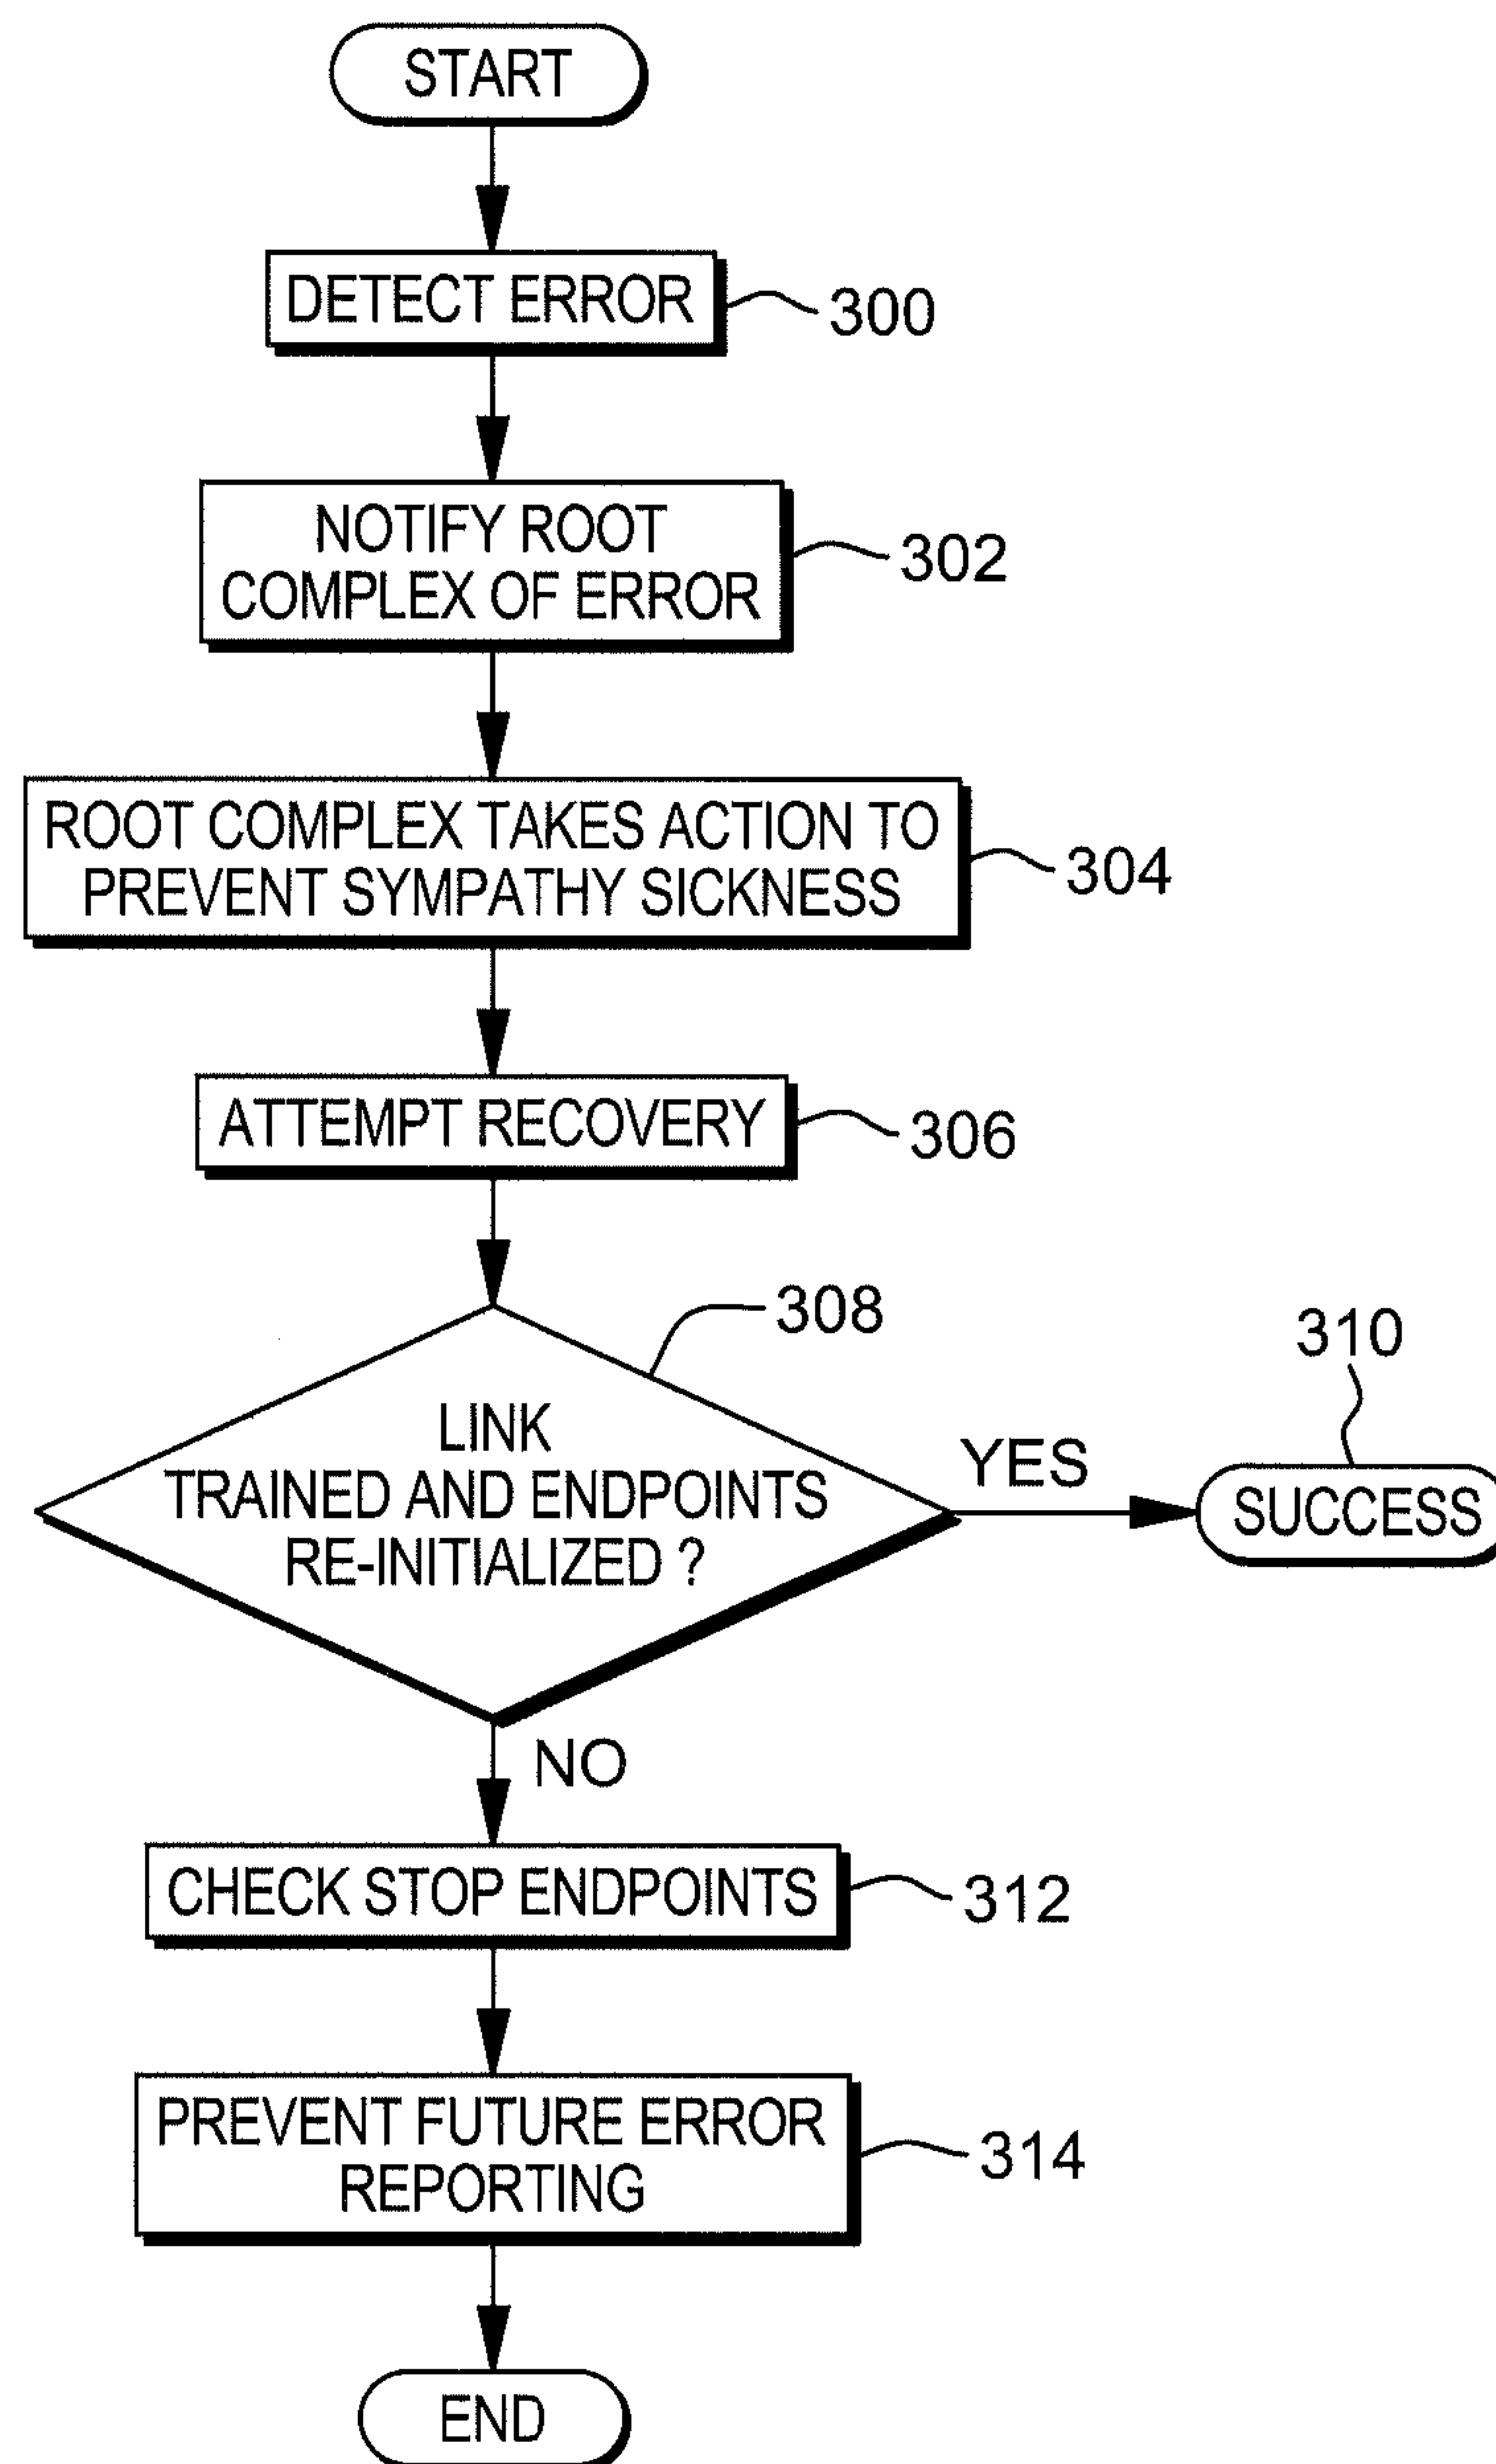 START
DETECT ERROR
300
NOTIFY ROOT
COMPLEX OF ERROR
302
ROOT COMPLEX TAKES ACTION TO
PREVENT SYMPATHY SICKNESS
304
ATTEMPT RECOVERY
306
308
LINK
TRAINED AND ENDPOINTS
RE-INITIALIZED ?
YES
310
SUCCESS
NO
CHECK STOP ENDPOINTS
312
PREVENT FUTURE ERROR
REPORTING
314
END